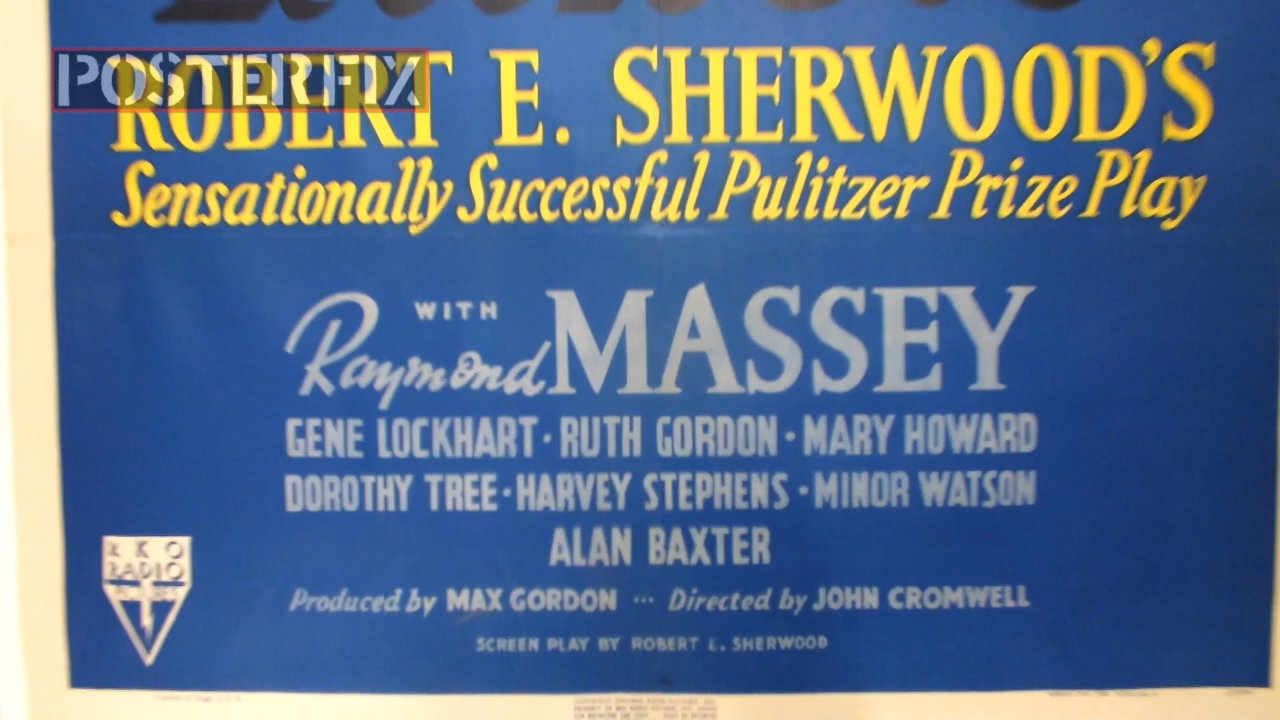 POSTERFIX
ROBERT E. SHERWOOD'S
Sensationally Successful Pulitzer Prize Play
WITH
Raymond MASSEY
GENE LOCKHART · RUTH GORDON · MARY HOWARD
DOROTHY TREE · HARVEY STEPHENS · MINOR WATSON
ALAN BAXTER
RKO
RADIO
Produced by MAX GORDON ... Directed by JOHN CROMWELL
SCREEN PLAY BY ROBERT E. SHERWOOD